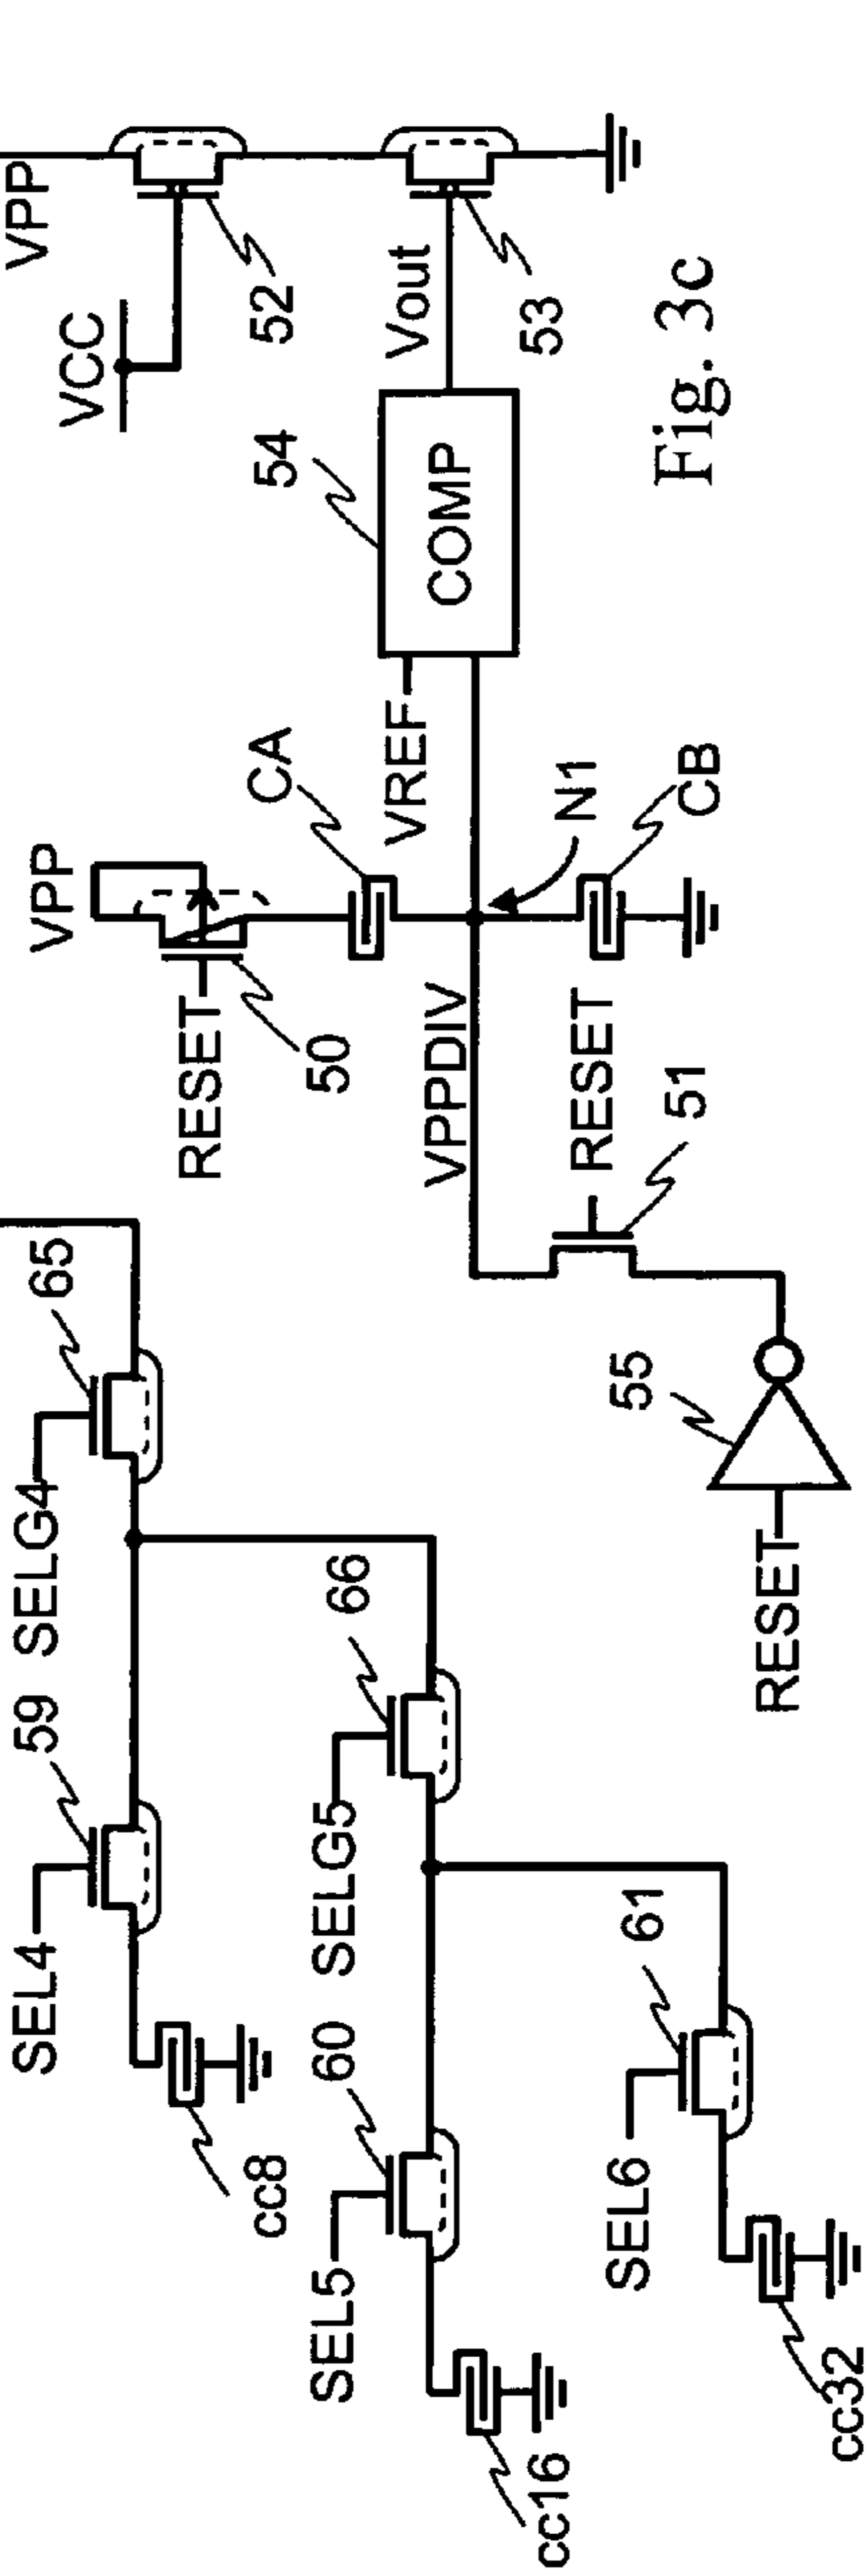 VPP
VCC
52
Vout
53
54
COMP
Fig. 3c
VPP
CA
VREF
N1
CB
RESET
50
VPPDIV
RESET
51
65
SELG4
55
RESET
66
59
SEL4
SELG5
61
60
cc8
SEL5
SEL6
cc16
cc32